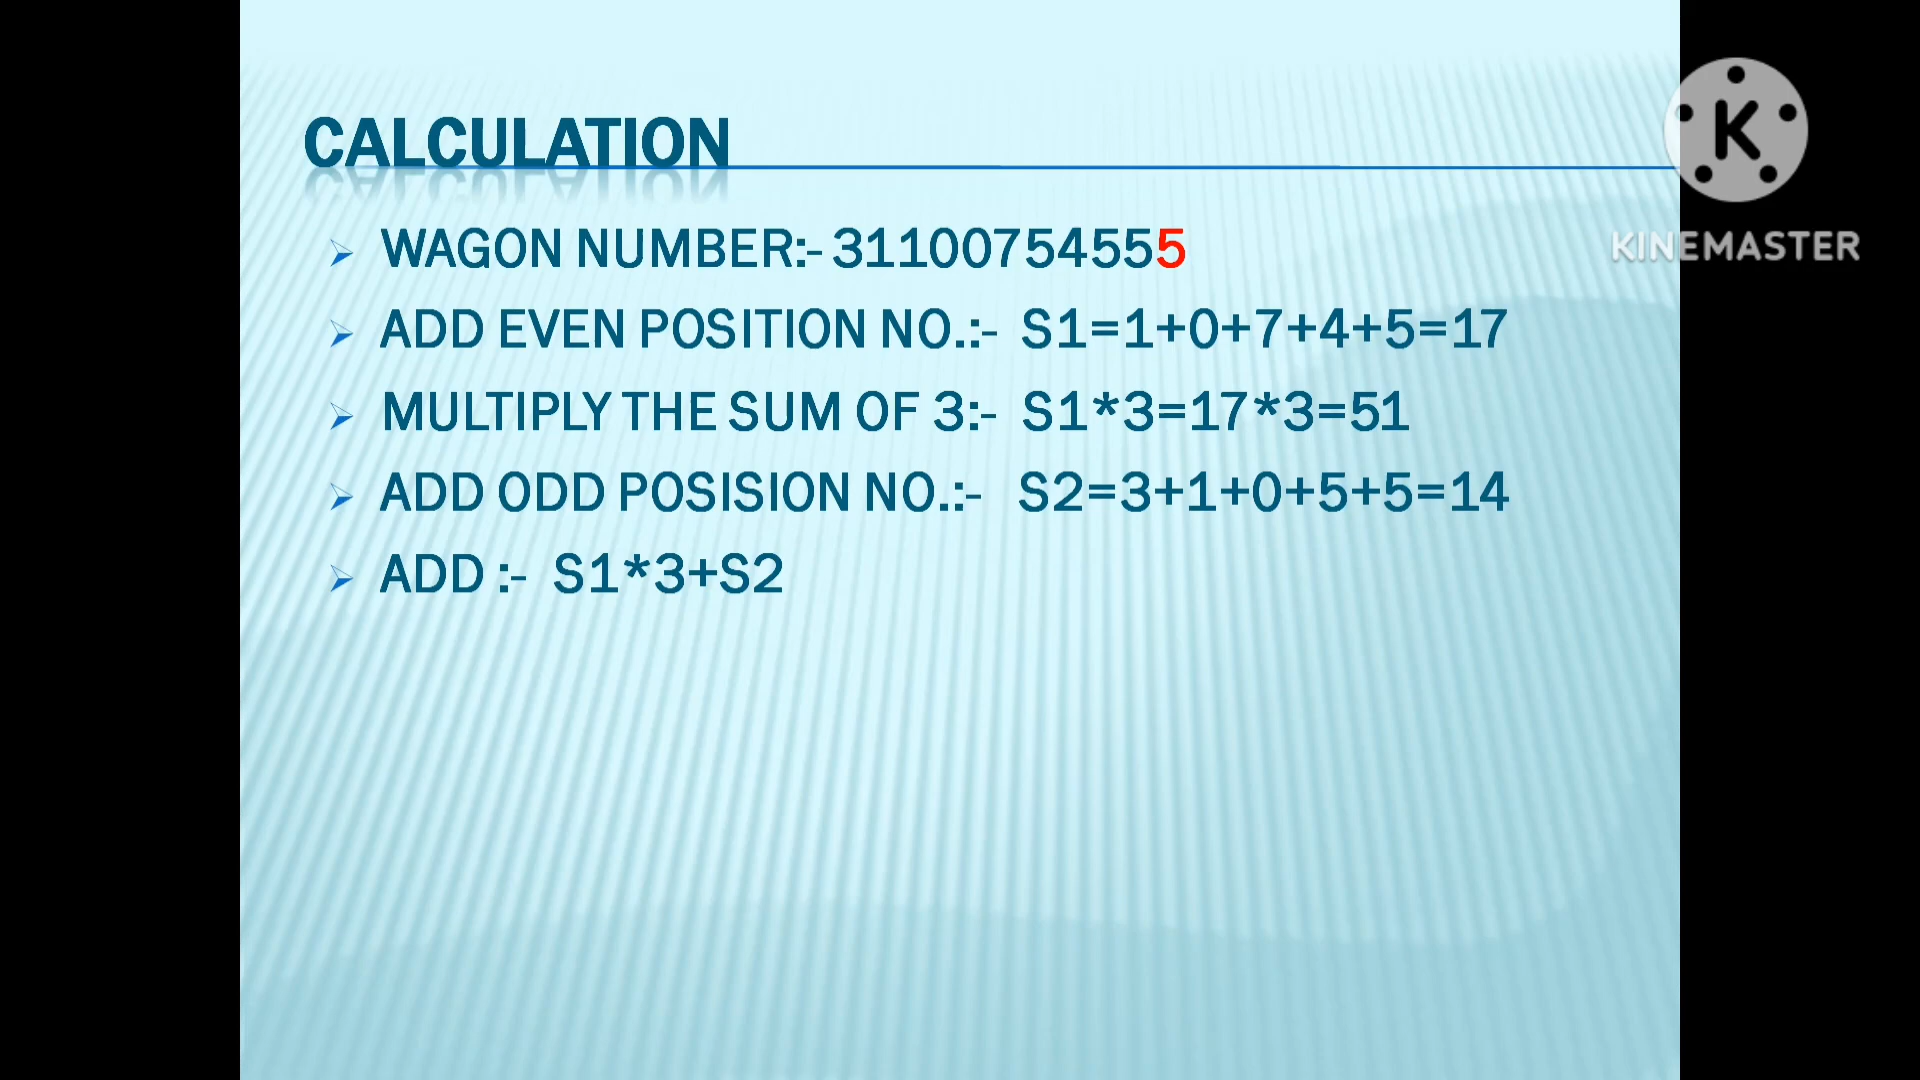 CALCULATION
WAGON NUMBER:- 31100754555
ADD EVEN POSITION NO.:- S1=1+0+7+4+5=17
MULTIPLY THE SUM OF 3:- S1*3=17*3=51
ADD ODD POSISION NO.:- S2=3+1+0+5+5=14
ADD :- S1*3+S2
K
KINEMASTER